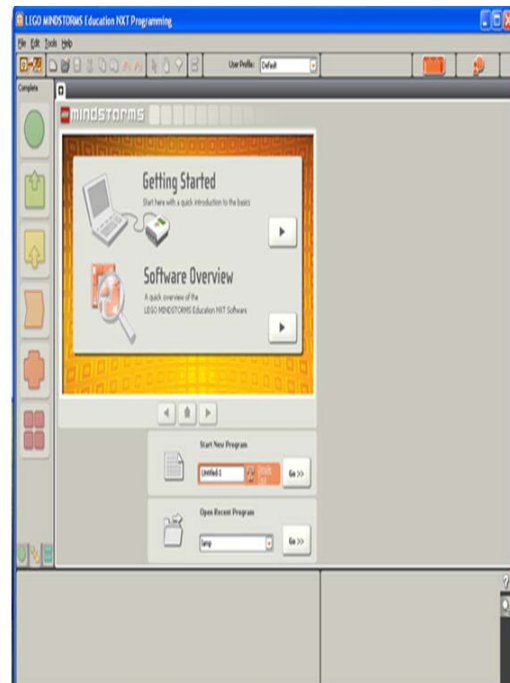 LEGO MINDSTORMS Education NXT Programming
File Edit Tools Help
User Profile: Default
Complete
LEGO mindstorms
Getting Started
Start here with a quick introduction to the basics
Software Overview
A quick overview of the
LEGO MINDSTORMS Education NXT Software
Start New Program
Untitled-1 Go >>
Open Recent Program
lamp Go >>
?